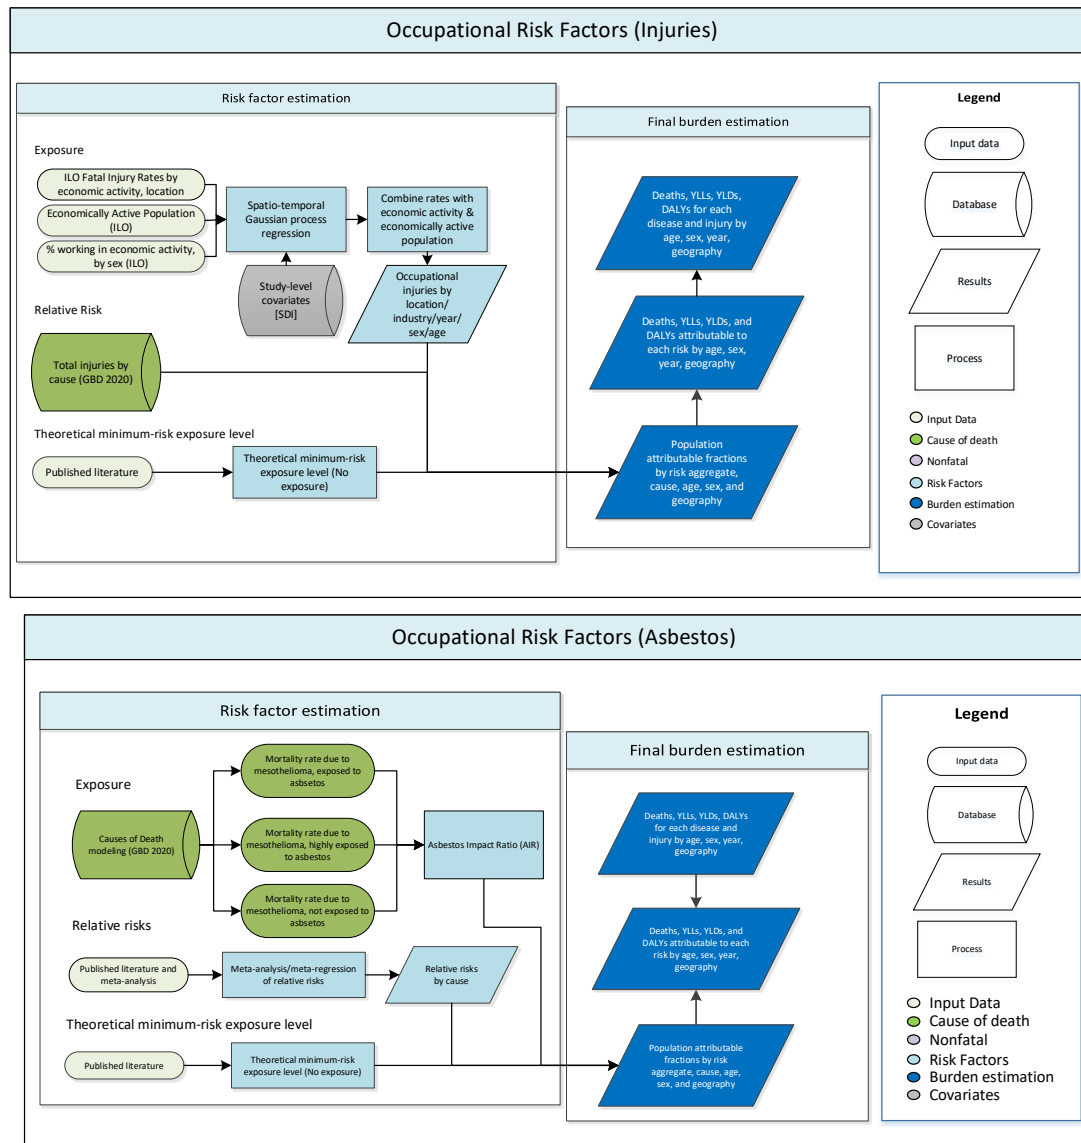 Occupational Risk Factors (Injuries)
Risk factor estimation
Exposure
ILO Fatal Injury Rates by
economic activity, location
Economically Active Population
(ILO)
% working in economic activity,
by sex (ILO)
Spatio-temporal
Gaussian process
regression
Combine rates with
economic activity &
economically active
population
Study-level
covariates
[SDI]
Occupational
injuries by
location/
industry/year/
sex/age
Relative Risk
Total injuries by
cause (GBD 2020)
Theoretical minimum-risk exposure level
Published literature
Theoretical minimum-risk
exposure level (No
exposure)
Final burden estimation
Deaths, YLLs, YLDs,
DALYs for each
disease and injury by
age, sex, year,
geography
Deaths, YLLs, YLDs, and
DALYs attributable to
each risk by age, sex,
year, geography
Population
attributable fractions
by risk aggregate,
cause, age, sex, and
geography
Legend
Input data
Database
Results
Process
Input Data
Cause of death
Nonfatal
Risk Factors
Burden estimation
Covariates
Occupational Risk Factors (Asbestos)
Risk factor estimation
Exposure
Causes of Death
modeling (GBD 2020)
Mortality rate due to
mesothelioma, exposed to
asbsetos
Mortality rate due to
mesothelioma, highly exposed
to asbestos
Mortality rate due to
mesothelioma, not exposed to
asbsetos
Asbestos Impact Ratio (AIR)
Relative risks
Published literature and
meta-analysis
Meta-analysis/meta-regression
of relative risks
Relative risks
by cause
Theoretical minimum-risk exposure level
Published literature
Theoretical minimum-risk
exposure level (No exposure)
Final burden estimation
Deaths, YLLs, YLDs, DALYs
for each disease and
injury by age, sex, year,
geography
Deaths, YLLs, YLDs, and
DALYs attributable to each
risk by age, sex, year,
geography
Population attributable
fractions by risk
aggregate, cause, age,
sex, and geography
Legend
Input data
Database
Results
Process
Input Data
Cause of death
Nonfatal
Risk Factors
Burden estimation
Covariates